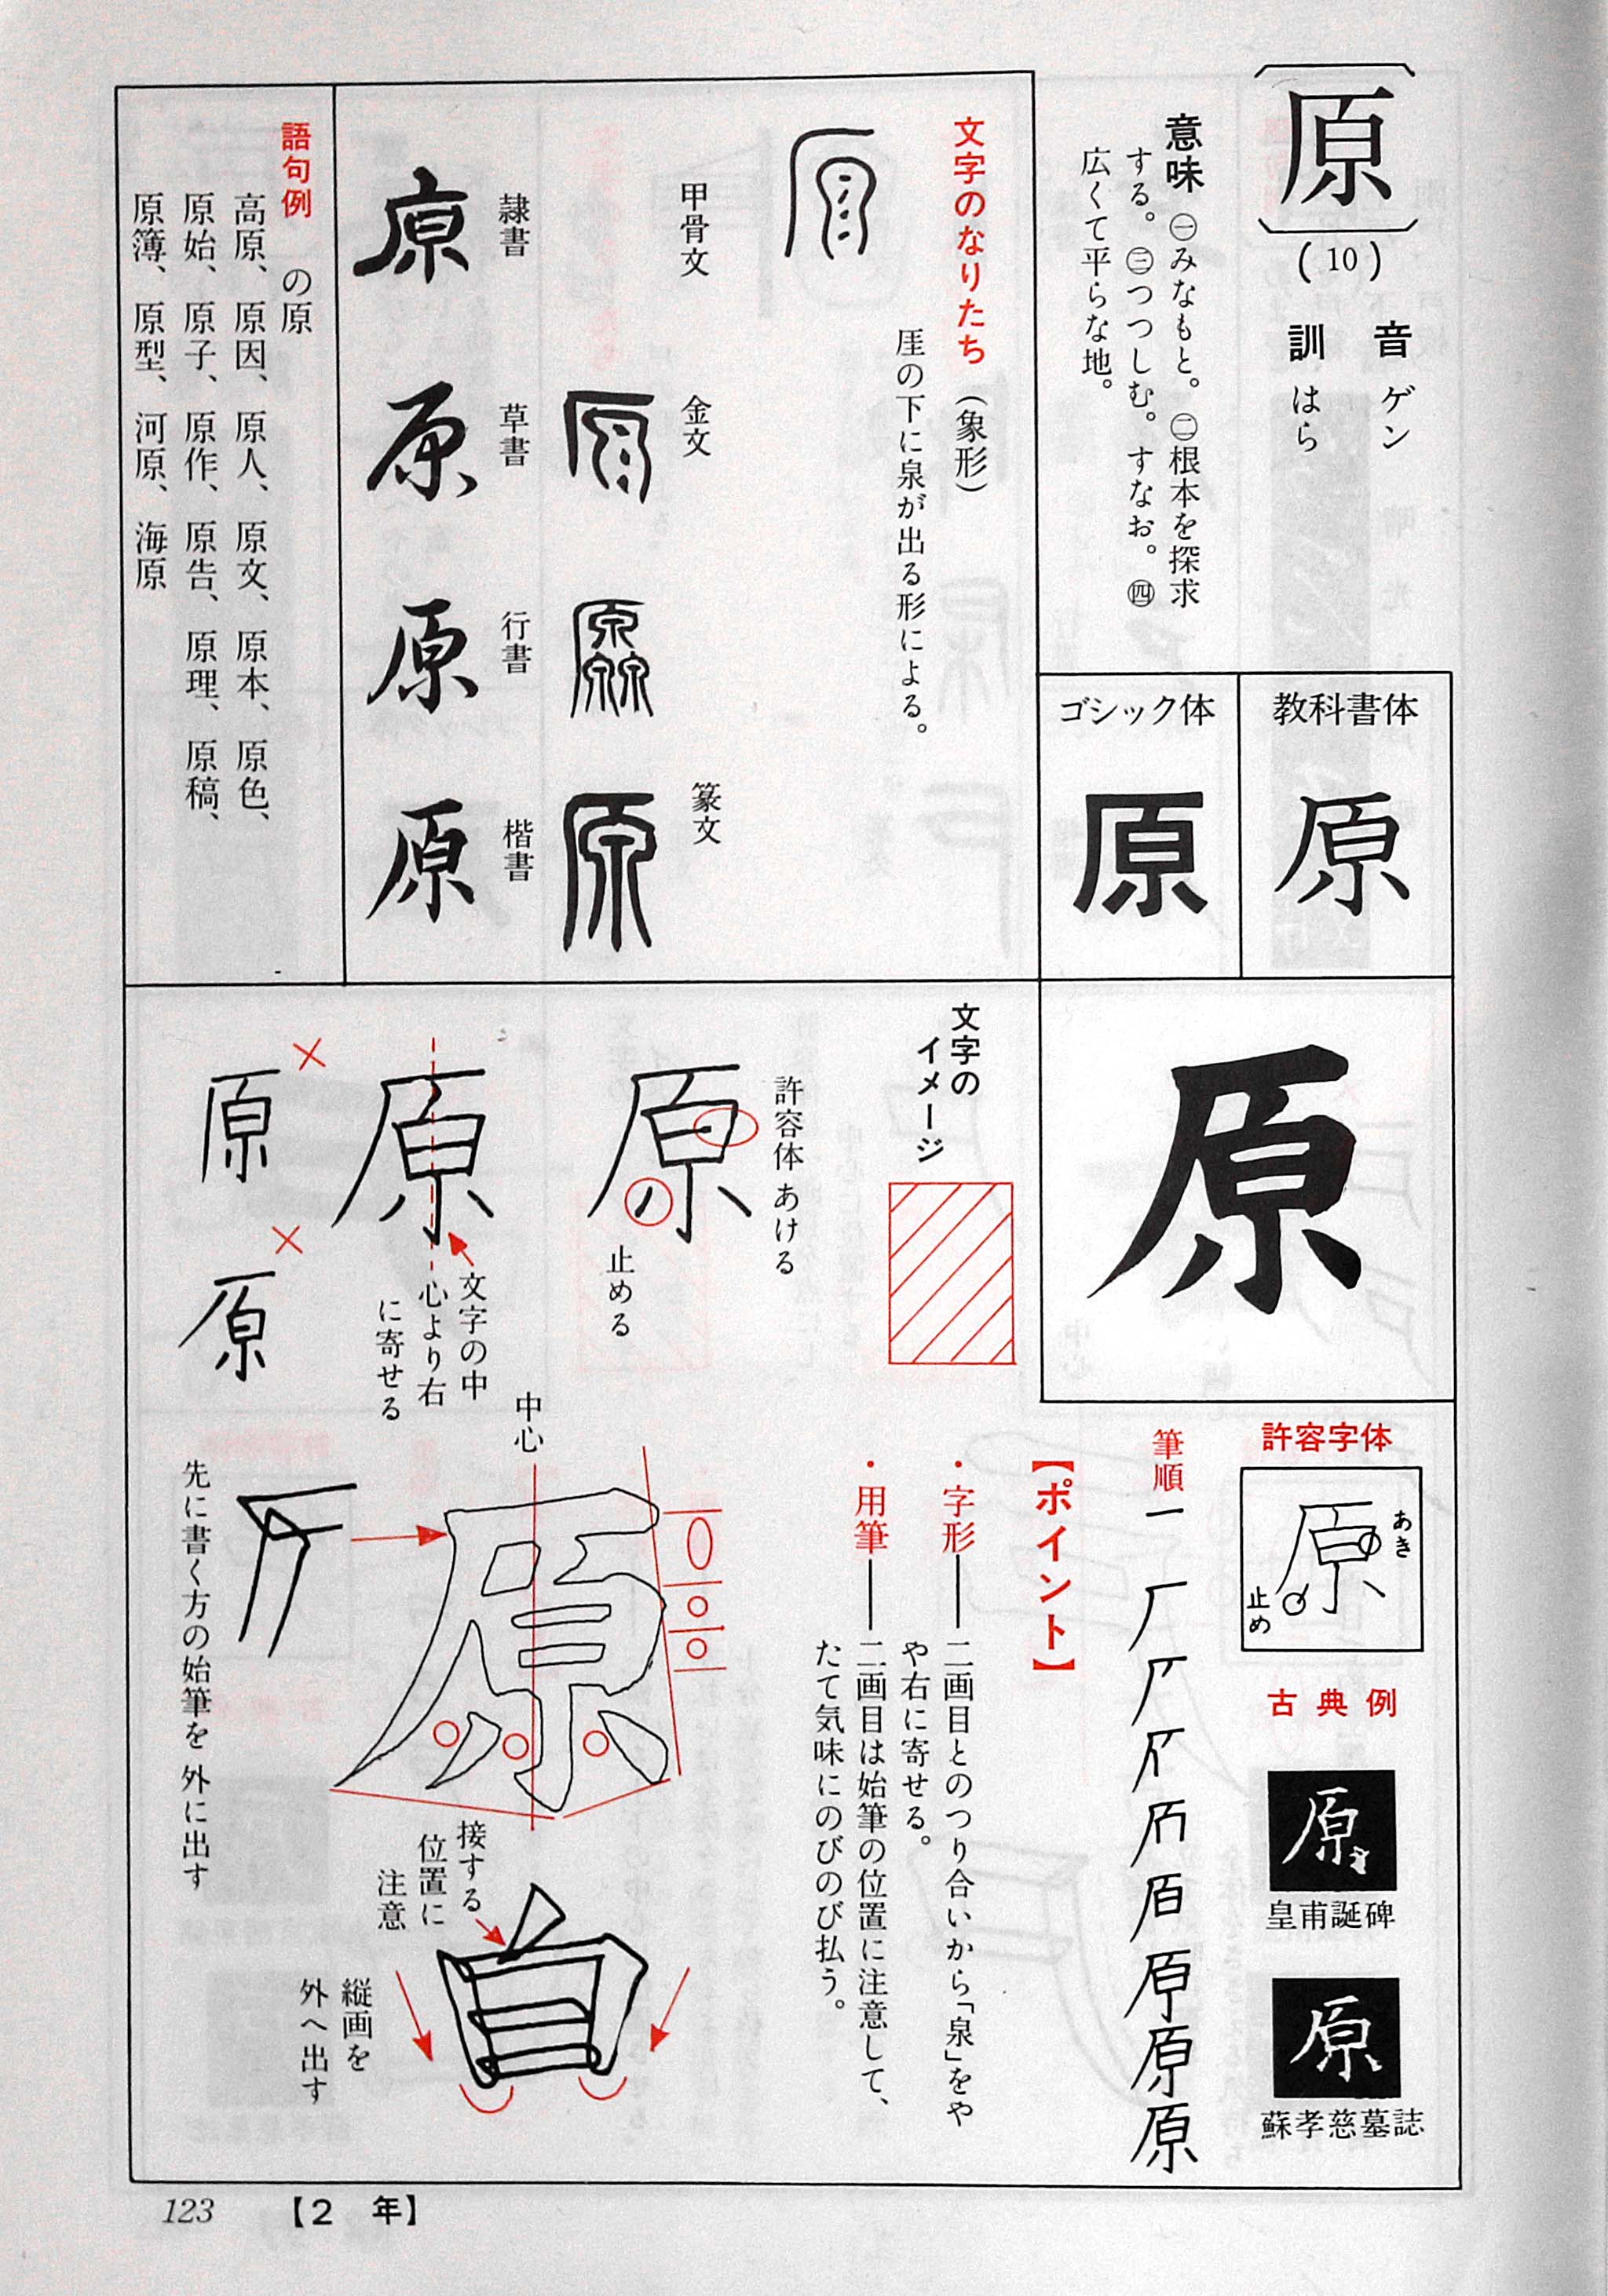 原
(10)
音 ゲン
訓 はら
意味 ㊀みなもと。㊁根本を探求
する。㊂つつしむ。すなお。㊃
広くて平らな地。
教科書体
原
ゴシック体
原
文字のなりたち (象形)
厓の下に泉が出る形による。
甲骨文
金文
篆文
隷書
原
草書
原
行書
原
楷書
原
語句例 の原
高原、原因、原人、原文、原本、原色、
原始、原子、原作、原告、原理、原稿、
原簿、原型、河原、海原
原
許容字体
原
あき
止め
古典例
原
皇甫誕碑
原
蘇孝慈墓誌
筆順
原
【ポイント】
・字形——二画目とのつり合いから「泉」をや
や右に寄せる。
・用筆——二画目は始筆の位置に注意して、
たて気味にのびのび払う。
文字の
イメージ
許容体 あける
原
止める
原
文字の中
心より右
に寄せる
×
原
×
原
中心
原
先に書く方の始筆を外に出す
接する
位置に
注意
白
縦画を
外へ出す
123
【2 年】